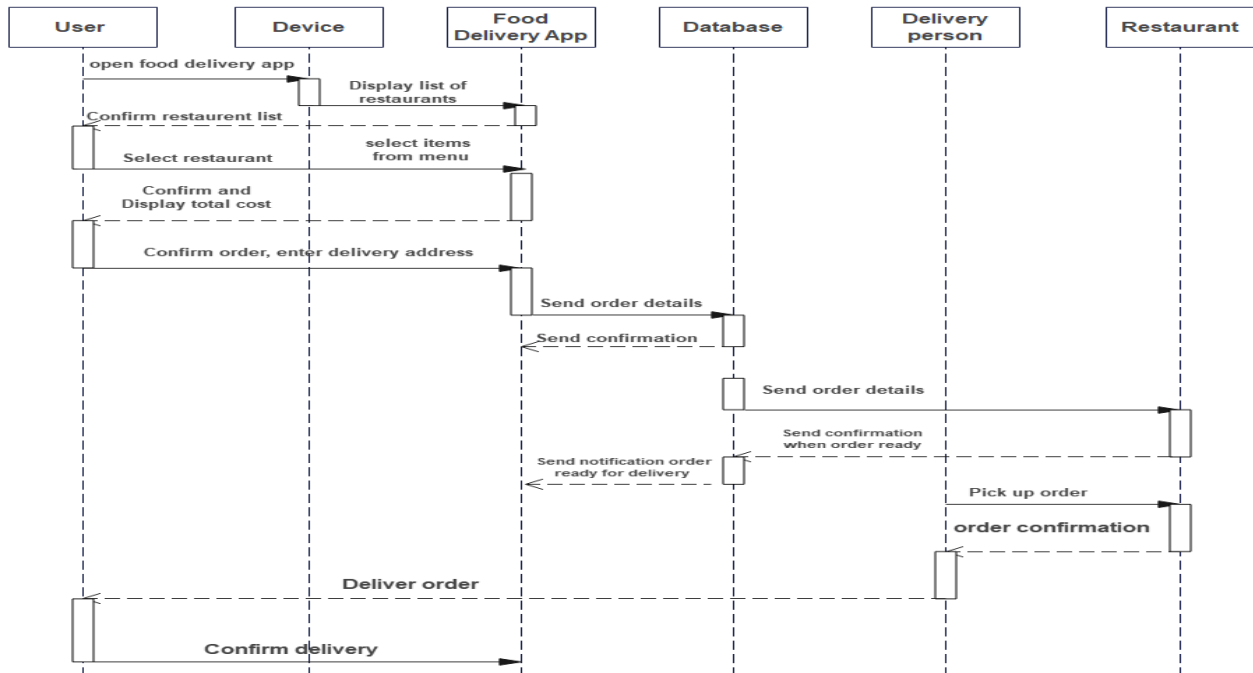 User
Device
Food
Delivery App
Database
Delivery
person
Restaurant
open food delivery app
Display list of
restaurants
Confirm restaurent list
Select restaurant
select items
from menu
Confirm and
Display total cost
Confirm order, enter delivery address
Send order details
Send confirmation
Send order details
Send confirmation
when order ready
Send notification order
ready for delivery
Pick up order
order confirmation
Deliver order
Confirm delivery